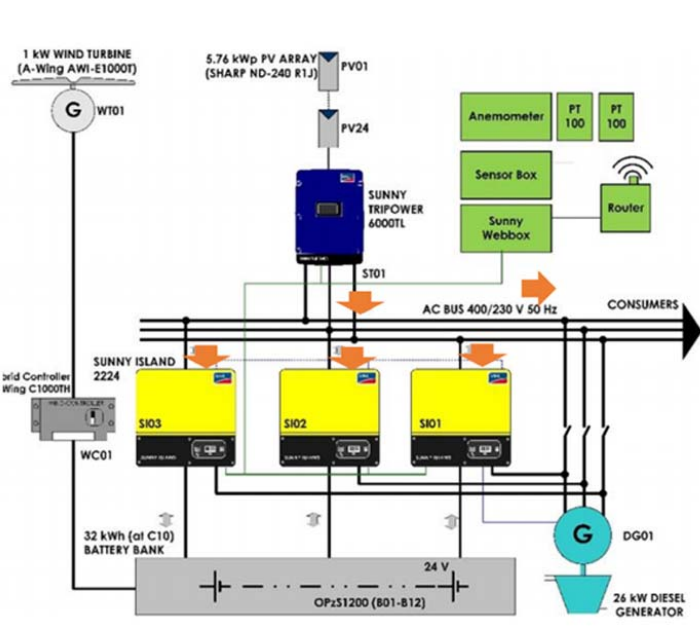 1 kW WIND TURBINE
(A-Wing AWI-E1000T)
G
WT01
5.76 kWp PV ARRAY
(SHARP ND-240 R1J)
PV01
PV24
SUNNY
TRIPOWER
6000TL
ST01
Anemometer
PT
100
PT
100
Sensor Box
Sunny
Webbox
Router
AC BUS 400/230 V 50 Hz
CONSUMERS
SUNNY ISLAND
2224
SI03
SI02
SI01
brid Controller
Wing C1000TH
WC01
32 kWh (at C10)
BATTERY BANK
24 V
OPzS1200 (B01-B12)
G
DG01
26 kW DIESEL
GENERATOR